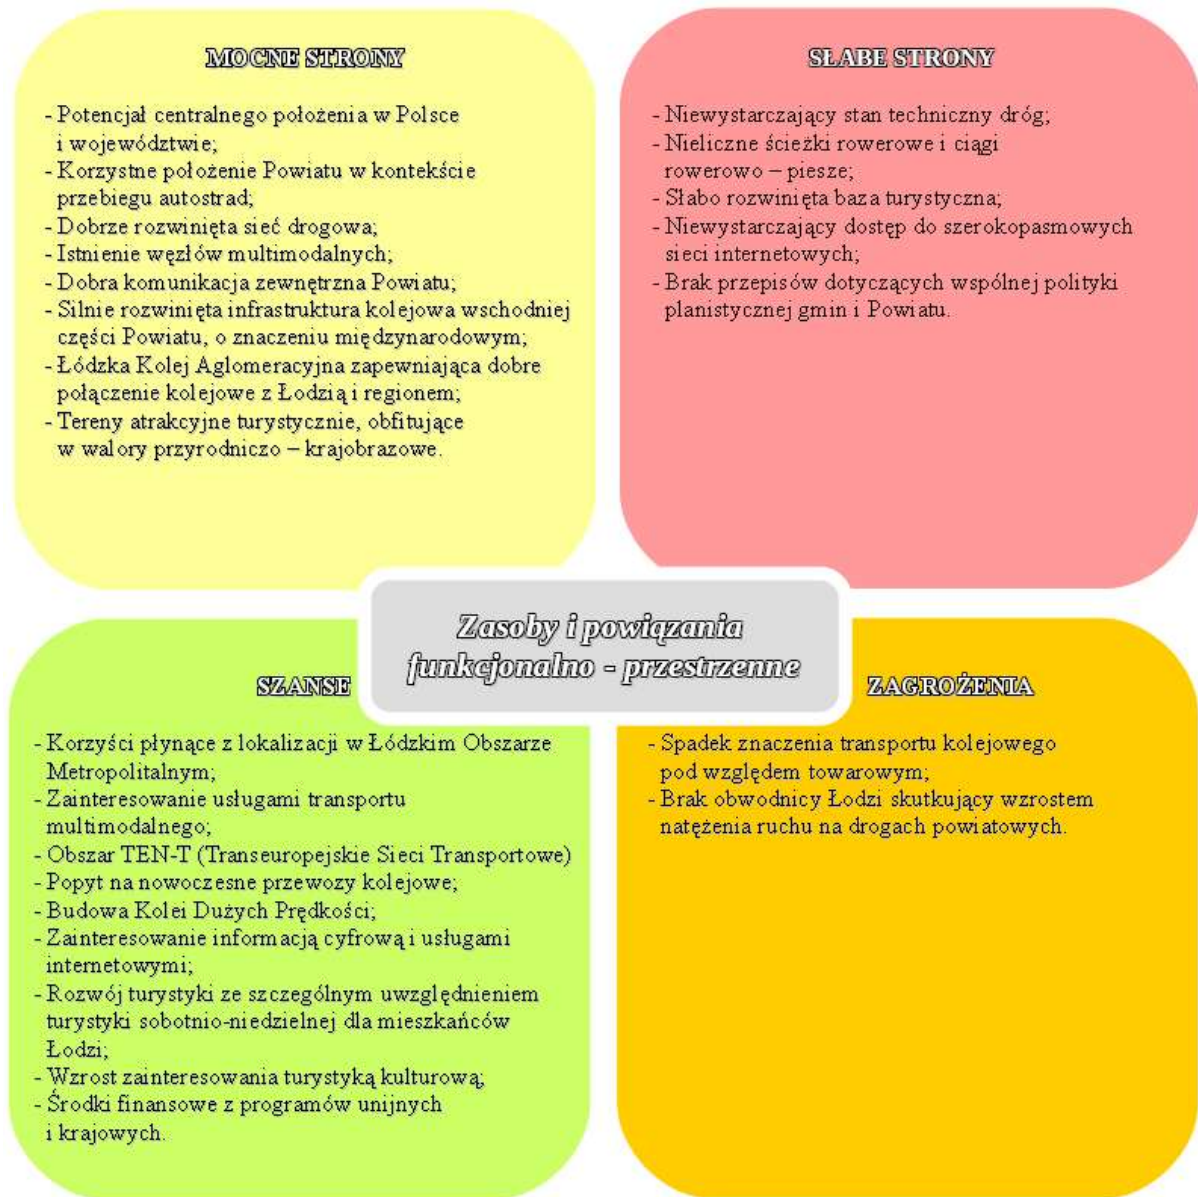 MOCNE STRONY
- Potencjał centralnego położenia w Polsce
i województwie;
- Korzystne położenie Powiatu w kontekście
przebiegu autostrad;
- Dobrze rozwinięta sieć drogowa;
- Istnienie węzłów multimodalnych;
- Dobra komunikacja zewnętrzna Powiatu;
- Silnie rozwinięta infrastruktura kolejowa wschodniej
części Powiatu, o znaczeniu międzynarodowym;
- Łódzka Kolej Aglomeracyjna zapewniająca dobre
połączenie kolejowe z Łodzią i regionem;
- Tereny atrakcyjne turystycznie, obfitujące
w walory przyrodniczo – krajobrazowe.
SŁABE STRONY
- Niewystarczający stan techniczny dróg;
- Nieliczne ścieżki rowerowe i ciągi
rowerowo – piesze;
- Słabo rozwinięta baza turystyczna;
- Niewystarczający dostęp do szerokopasmowych
sieci internetowych;
- Brak przepisów dotyczących wspólnej polityki
planistycznej gmin i Powiatu.
Zasoby i powiązania
funkcjonalno - przestrzenne
SZANSE
- Korzyści płynące z lokalizacji w Łódzkim Obszarze
Metropolitalnym;
- Zainteresowanie usługami transportu
multimodalnego;
- Obszar TEN-T (Transeuropejskie Sieci Transportowe)
- Popyt na nowoczesne przewozy kolejowe;
- Budowa Kolei Dużych Prędkości;
- Zainteresowanie informacją cyfrową i usługami
internetowymi;
- Rozwój turystyki ze szczególnym uwzględnieniem
turystyki sobotnio-niedzielnej dla mieszkańców
Łodzi;
- Wzrost zainteresowania turystyką kulturową;
- Środki finansowe z programów unijnych
i krajowych.
ZAGROŻENIA
- Spadek znaczenia transportu kolejowego
pod względem towarowym;
- Brak obwodnicy Łodzi skutkujący wzrostem
natężenia ruchu na drogach powiatowych.